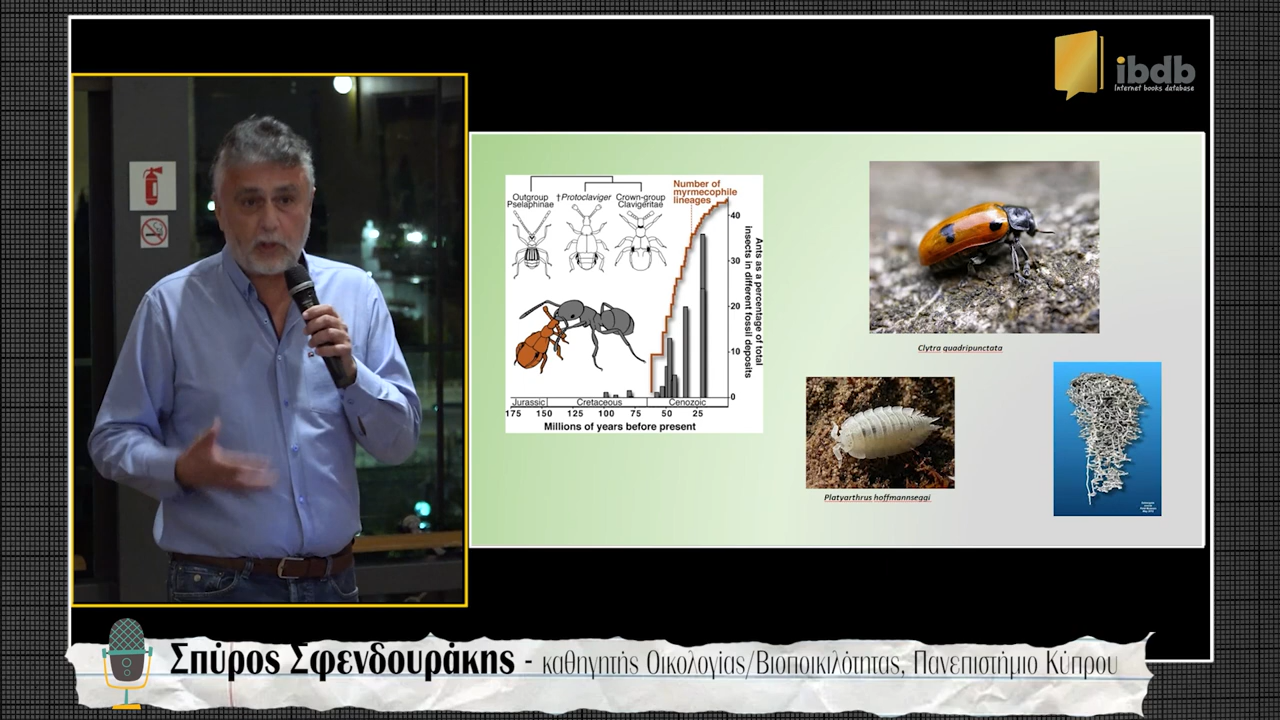 ibdb
Internet books database
Number of
myrmecophile
lineages
Outgroup
Pselaphinae
†Protoclaviger
Crown-group
Clavigeritae
40
30
20
10
0
Ants as a percentage of total
insects in different fossil deposits
Jurassic
Cretaceous
Cenozoic
175 150 125 100 75 50 25
Millions of years before present
Clytra quadripunctata
Platyarthrus hoffmannseggi
Σπύρος Σφενδουράκης - καθηγητής Οικολογίας/Βιοποικιλότητας, Πανεπιστήμιο Κύπρου